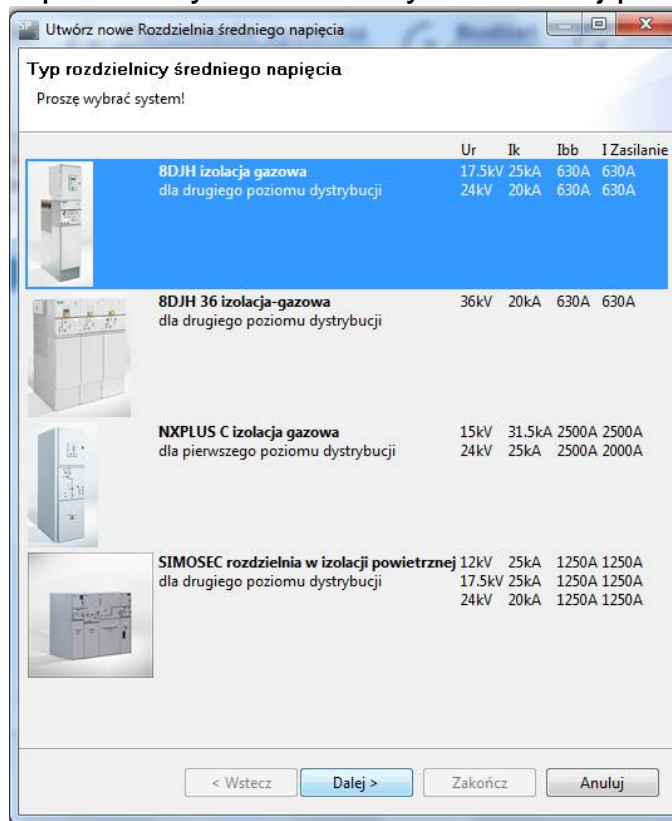 Utwórz nowe Rozdzielnia średniego napięcia
Typ rozdzielnicy średniego napięcia
Proszę wybrać system!
Ur Ik Ibb I Zasilanie
8DJH izolacja gazowa 17.5kV 25kA 630A 630A
dla drugiego poziomu dystrybucji 24kV 20kA 630A 630A
8DJH 36 izolacja-gazowa 36kV 20kA 630A 630A
dla drugiego poziomu dystrybucji
NXPLUS C izolacja gazowa 15kV 31.5kA 2500A 2500A
dla pierwszego poziomu dystrybucji 24kV 25kA 2500A 2000A
SIMOSEC rozdzielnia w izolacji powietrznej 12kV 25kA 1250A 1250A
dla drugiego poziomu dystrybucji 17.5kV 25kA 1250A 1250A
24kV 20kA 1250A 1250A
< Wstecz Dalej > Zakończ Anuluj